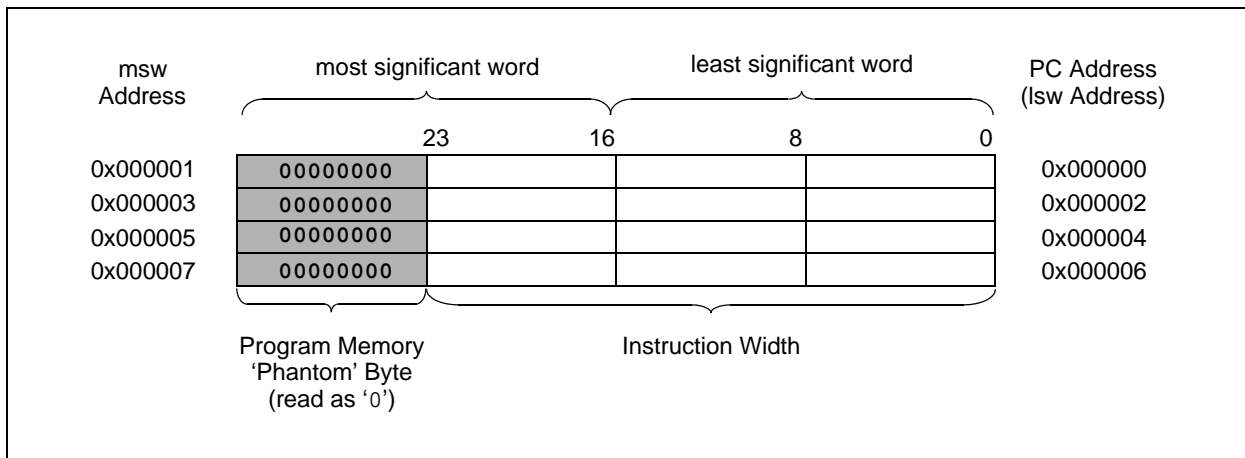 msw
Address
most significant word
least significant word
PC Address
(lsw Address)
23 16 8 0
0x000001 00000000 0x000000
0x000003 00000000 0x000002
0x000005 00000000 0x000004
0x000007 00000000 0x000006
Program Memory
‘Phantom’ Byte
(read as ‘0’)
Instruction Width